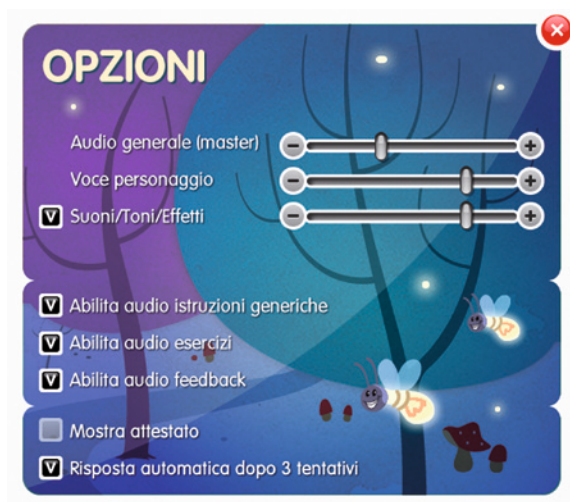 OPZIONI
Audio generale (master)
Voce personaggio
Suoni/Toni/Effetti
Abilita audio istruzioni generiche
Abilita audio esercizi
Abilita audio feedback
Mostra attestato
Risposta automatica dopo 3 tentativi